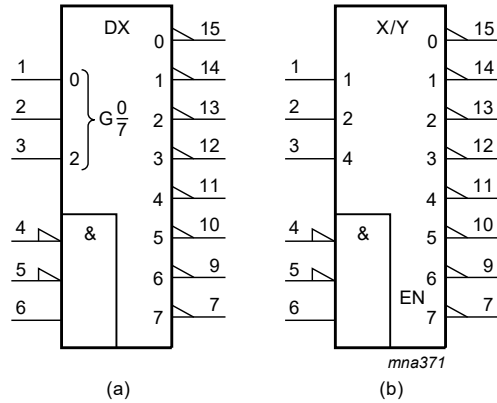 DX
0 15
1 0 1 14
2 G 0/7 2 13
3 2 3 12
4 11
4 & 5 10
5 6 9
6 7 7
(a)
X/Y
0 15
1 1 1 14
2 2 2 13
3 4 3 12
4 11
4 & 5 10
5 6 9
6 EN 7 7
mna371
(b)